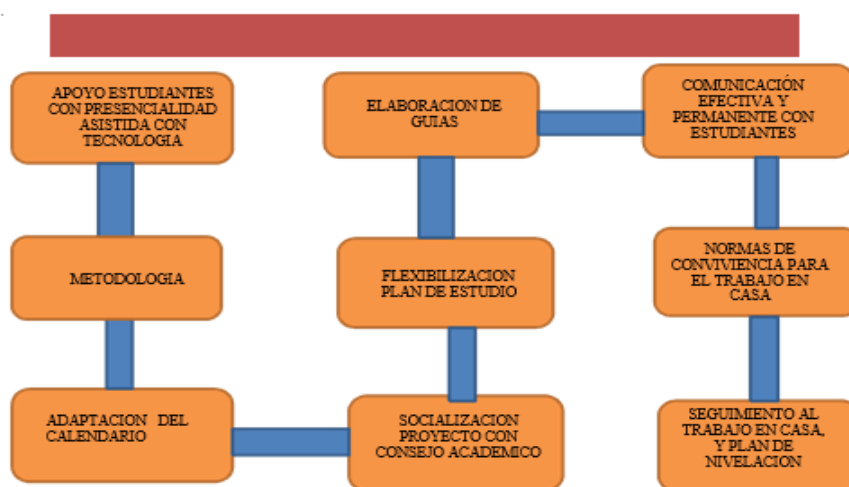 APOYO ESTUDIANTES
CON PRESENCIALIDAD
ASISTIDA CON
TECNOLOGIA
METODOLOGIA
ADAPTACION DEL
CALENDARIO
SOCIALIZACION
PROYECTO CON
CONSEJO ACADEMICO
FLEXIBILIZACION
PLAN DE ESTUDIO
ELABORACION DE
GUIAS
COMUNICACIÓN
EFECTIVA Y
PERMANENTE CON
ESTUDIANTES
NORMAS DE
CONVIVIENCIA PARA
EL TRABAJO EN
CASA
SEGUIMIENTO AL
TRABAJO EN CASA,
Y PLAN DE
NIVELACION